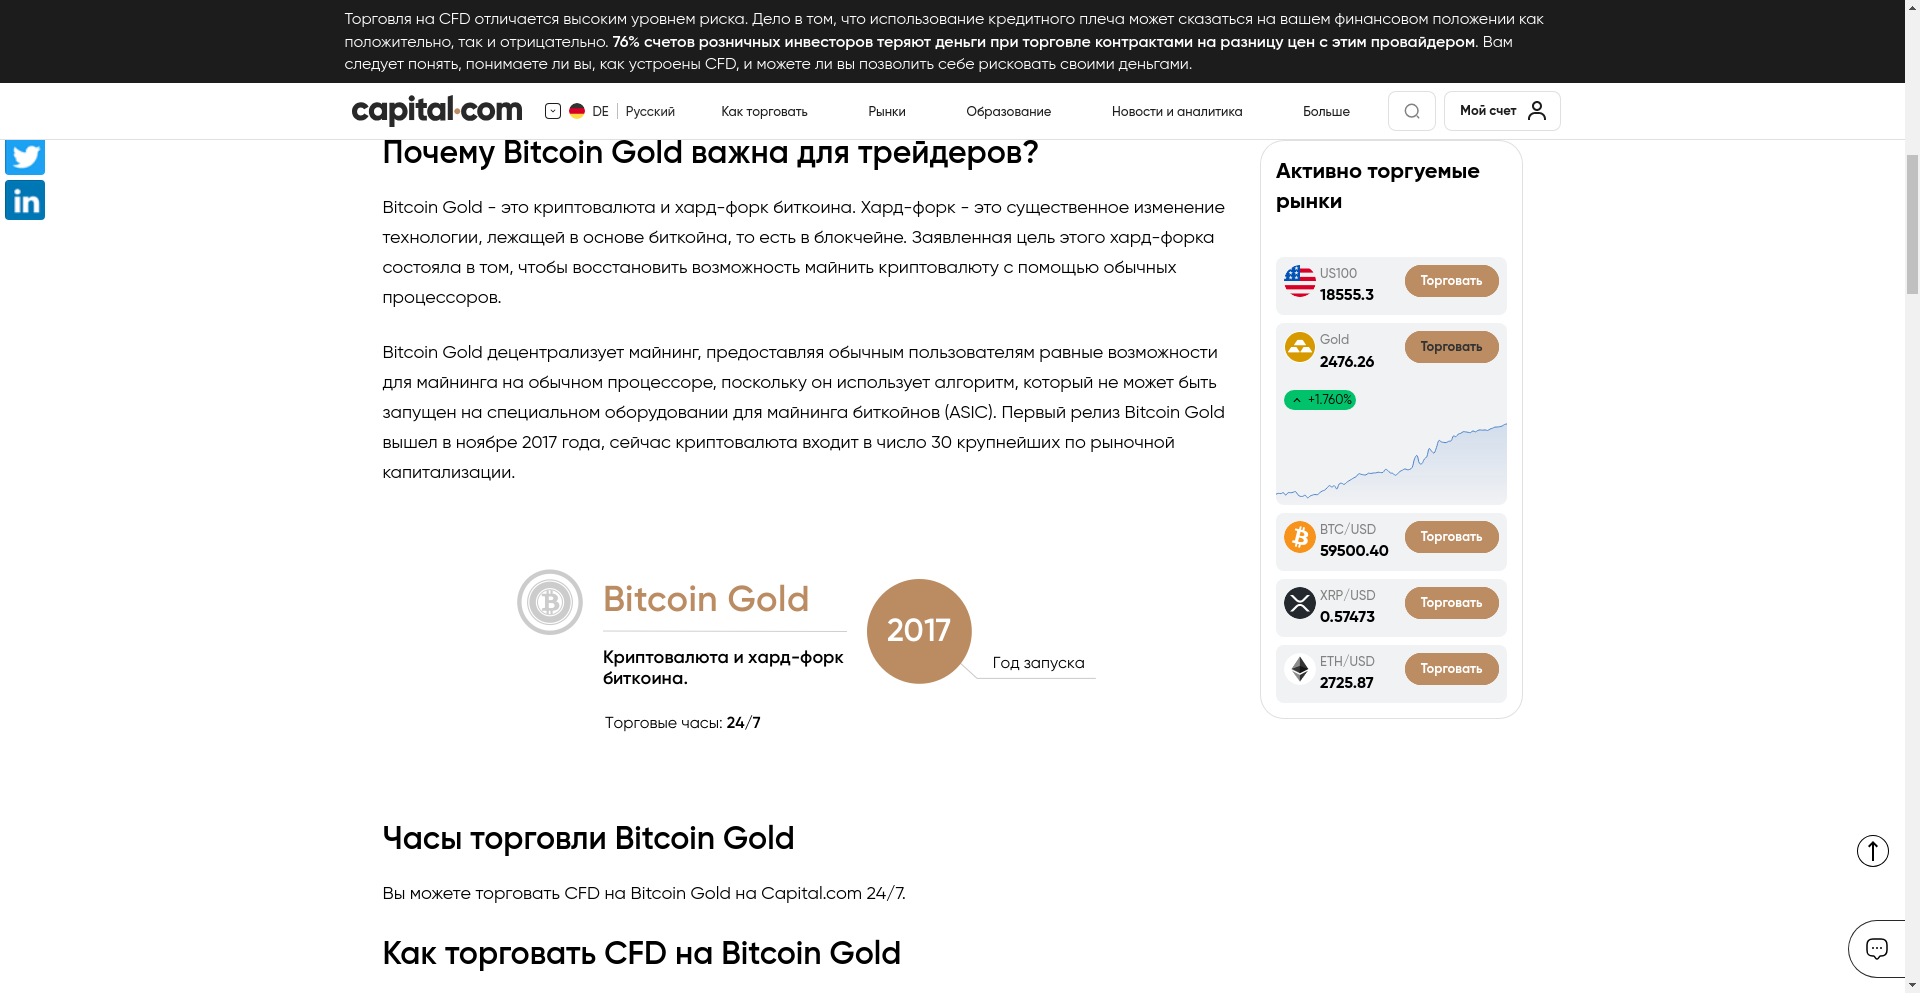 Торговля на CFD отличается высоким уровнем риска. Дело в том, что использование кредитного плеча может сказаться на вашем финансовом положении как
положительно, так и отрицательно. 76% счетов розничных инвесторов теряют деньги при торговле контрактами на разницу цен с этим провайдером. Вам
следует понять, понимаете ли вы, как устроены CFD, и можете ли вы позволить себе рисковать своими деньгами.
capital.com DE Русский Как торговать Рынки Образование Новости и аналитика Больше Мой счет
in
Почему Bitcoin Gold важна для трейдеров?
Bitcoin Gold - это криптовалюта и хард-форк биткоина. Хард-форк - это существенное изменение
технологии, лежащей в основе биткойна, то есть в блокчейне. Заявленная цель этого хард-форка
состояла в том, чтобы восстановить возможность майнить криптовалюту с помощью обычных
процессоров.
Bitcoin Gold децентрализует майнинг, предоставляя обычным пользователям равные возможности
для майнинга на обычном процессоре, поскольку он использует алгоритм, который не может быть
запущен на специальном оборудовании для майнинга биткойнов (ASIC). Первый релиз Bitcoin Gold
вышел в ноябре 2017 года, сейчас криптовалюта входит в число 30 крупнейших по рыночной
капитализации.
Bitcoin Gold
Криптовалюта и хард-форк
биткоина.
Торговые часы: 24/7
2017
Год запуска
Часы торговли Bitcoin Gold
Вы можете торговать CFD на Bitcoin Gold на Capital.com 24/7.
Как торговать CFD на Bitcoin Gold
Активно торгуемые
рынки
US100
18555.3
Торговать
Gold
2476.26
Торговать
+1.760%
BTC/USD
59500.40
Торговать
XRP/USD
0.57473
Торговать
ETH/USD
2725.87
Торговать